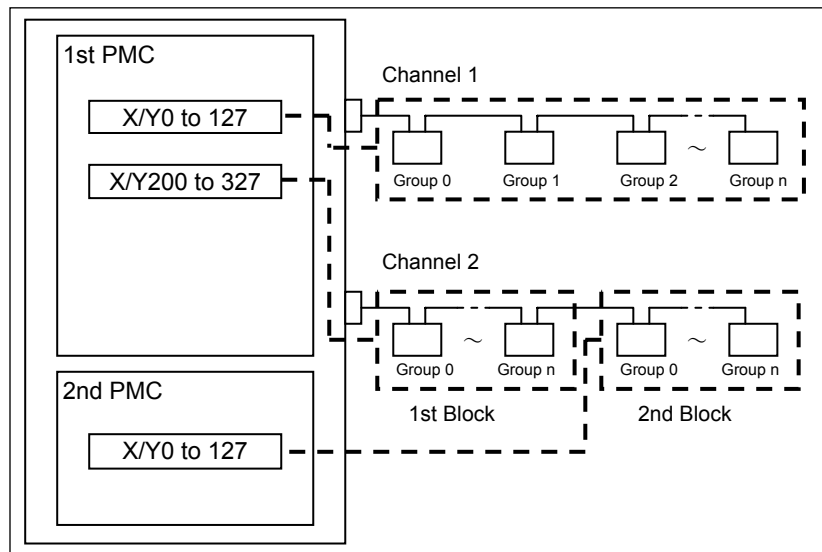 1st PMC
X/Y0 to 127
X/Y200 to 327
Channel 1
Group 0 Group 1 Group 2 ~ Group n
Channel 2
Group 0 ~ Group n Group 0 ~ Group n
1st Block 2nd Block
2nd PMC
X/Y0 to 127